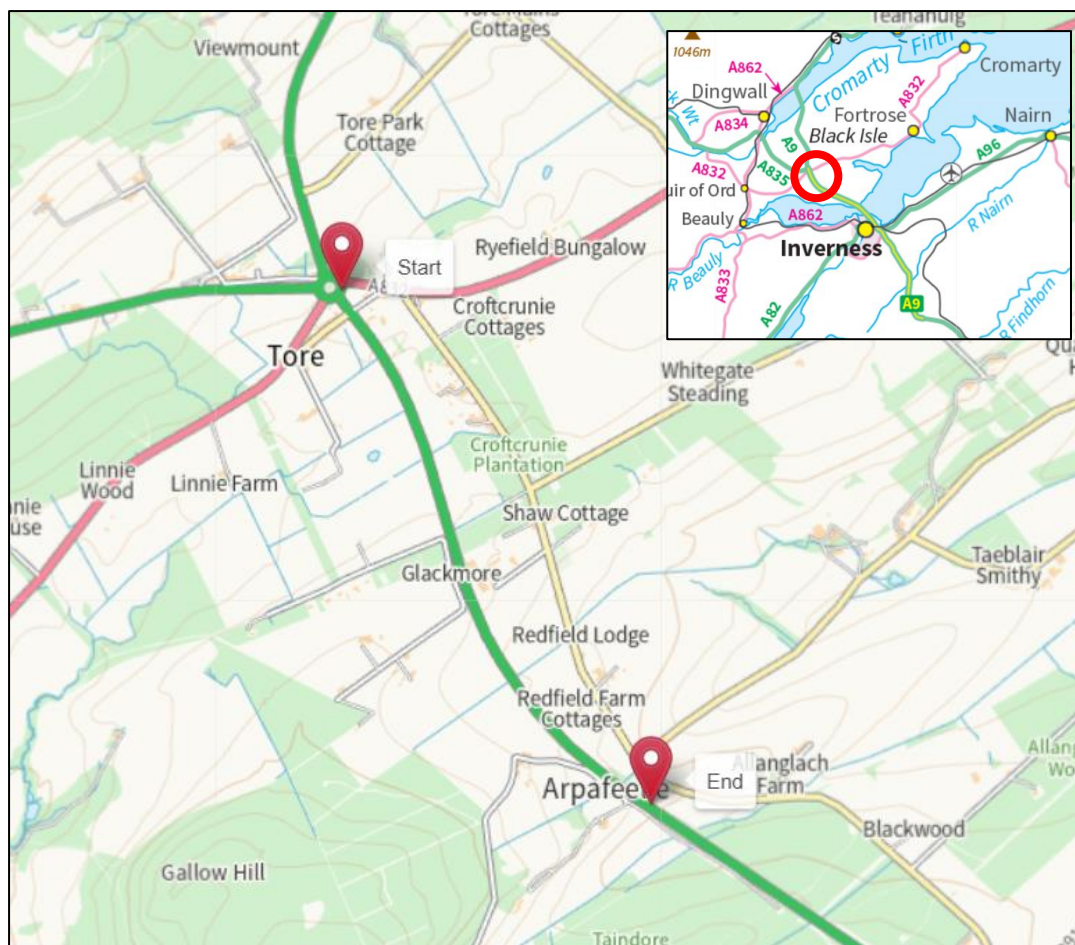 Viewmount
Cottages
Tore Park
Cottage
Start
Ryefield Bungalow
Croftcrunie
Cottages
Tore
Whitegate
Steading
Croftcrunie
Plantation
Linnie
Wood
Linnie Farm
Shaw Cottage
Glackmore
Taeblair
Smithy
Redfield Lodge
Redfield Farm
Cottages
End
Allanglach
Farm
Blackwood
Gallow Hill
Taindore
1046m
A862
Dingwall
Cromarty
Firth
A832
Cromarty
A834
Fortrose
Nairn
Black Isle
A9
A96
A832
A835
Beauly
A862
R Nairn
Inverness
R Beauly
A833
A82
A9
R Findhorn